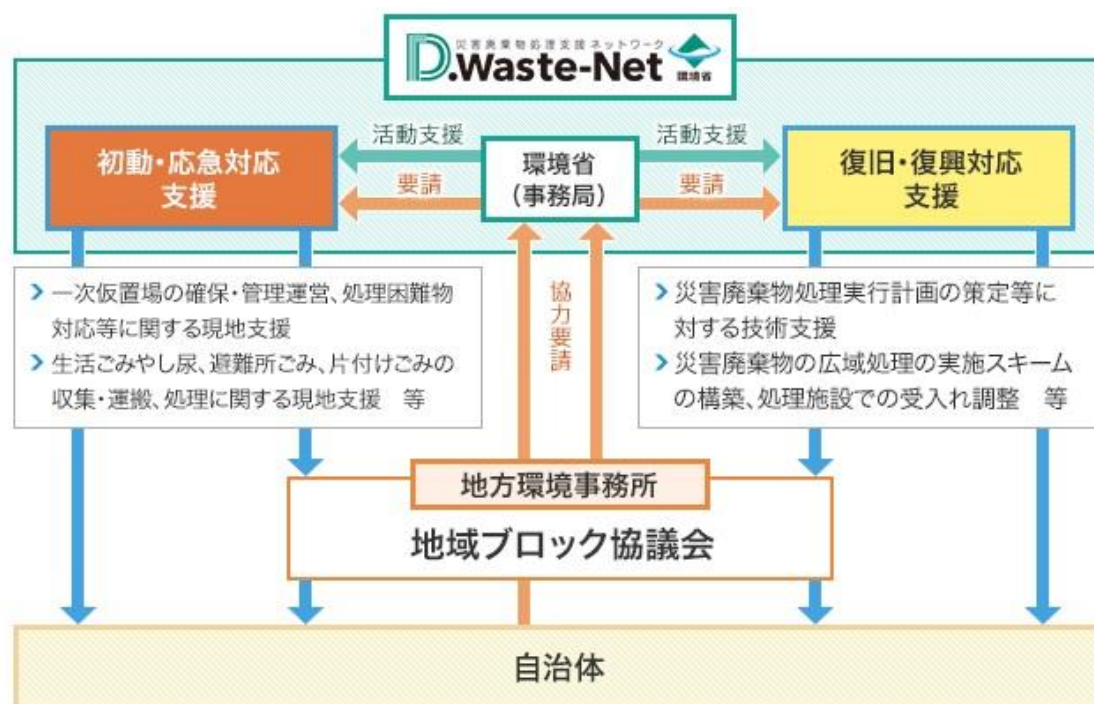 災害廃棄物処理支援ネットワーク
D.Waste-Net
環境省
初動・応急対応
支援
活動支援
要請
環境省
(事務局)
活動支援
要請
復旧・復興対応
支援
一次仮置場の確保・管理運営、処理困難物
対応等に関する現地支援
生活ごみやし尿、避難所ごみ、片付けごみの
収集・運搬、処理に関する現地支援 等
協力要請
災害廃棄物処理実行計画の策定等に
対する技術支援
災害廃棄物の広域処理の実施スキーム
の構築、処理施設での受入れ調整 等
地方環境事務所
地域ブロック協議会
自治体